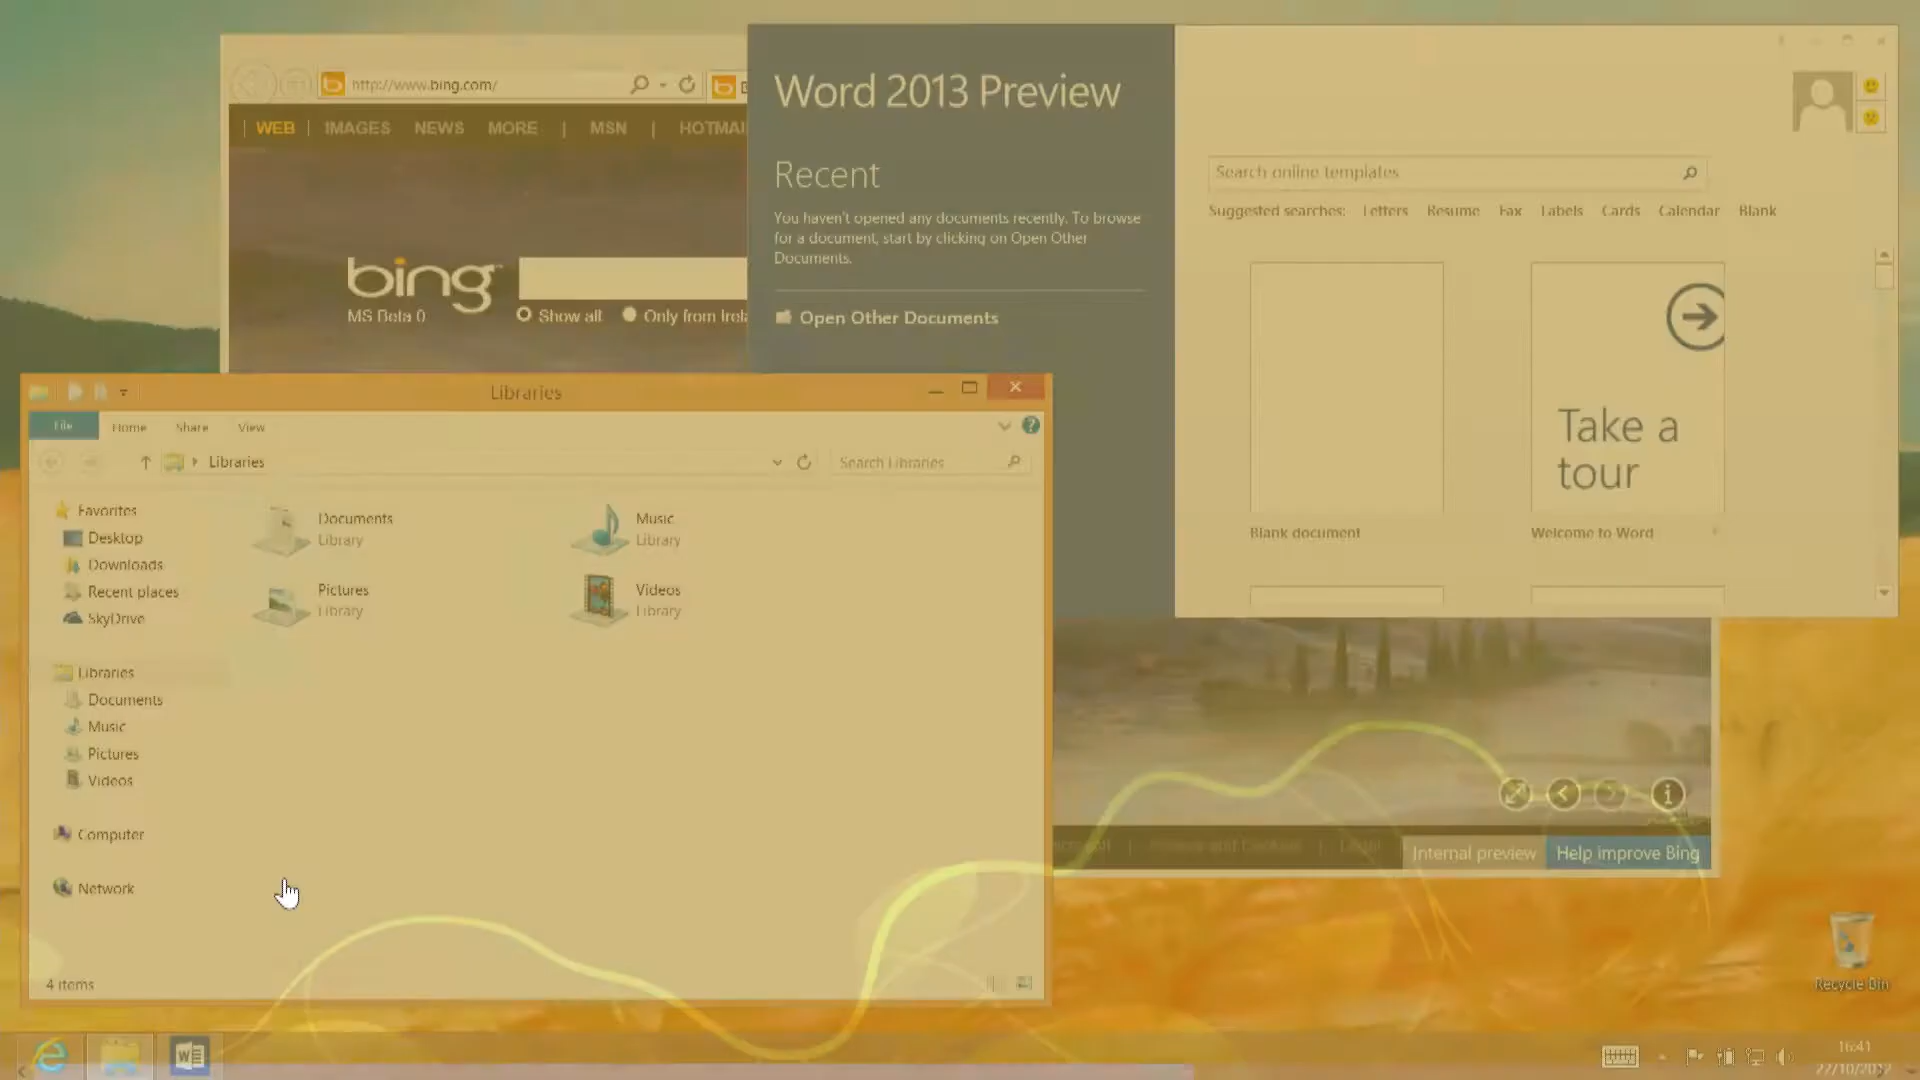 http://www.bing.com/
WEB IMAGES NEWS MORE | MSN | HOTMAI
bing
MS Beta 0
Show all Only from Irela
Word 2013 Preview
Recent
You haven't opened any documents recently. To browse
for a document, start by clicking on Open Other
Documents.
Open Other Documents
Search online templates
Suggested searches: Letters Resume Fax Labels Cards Calendar Blank
Take a
tour
Blank document
Welcome to Word
Libraries
File Home Share View
Libraries
Search Libraries
Favorites
Desktop
Downloads
Recent places
SkyDrive
Libraries
Documents
Music
Pictures
Videos
Computer
Network
Documents
Library
Music
Library
Pictures
Library
Videos
Library
4 items
Internal preview
Help improve Bing
Recycle Bin
16:41
27/10/2012